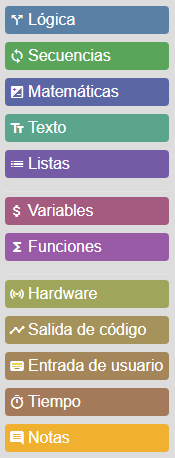 Lógica
Secuencias
Matemáticas
Texto
Listas
Variables
Funciones
Hardware
Salida de código
Entrada de usuario
Tiempo
Notas